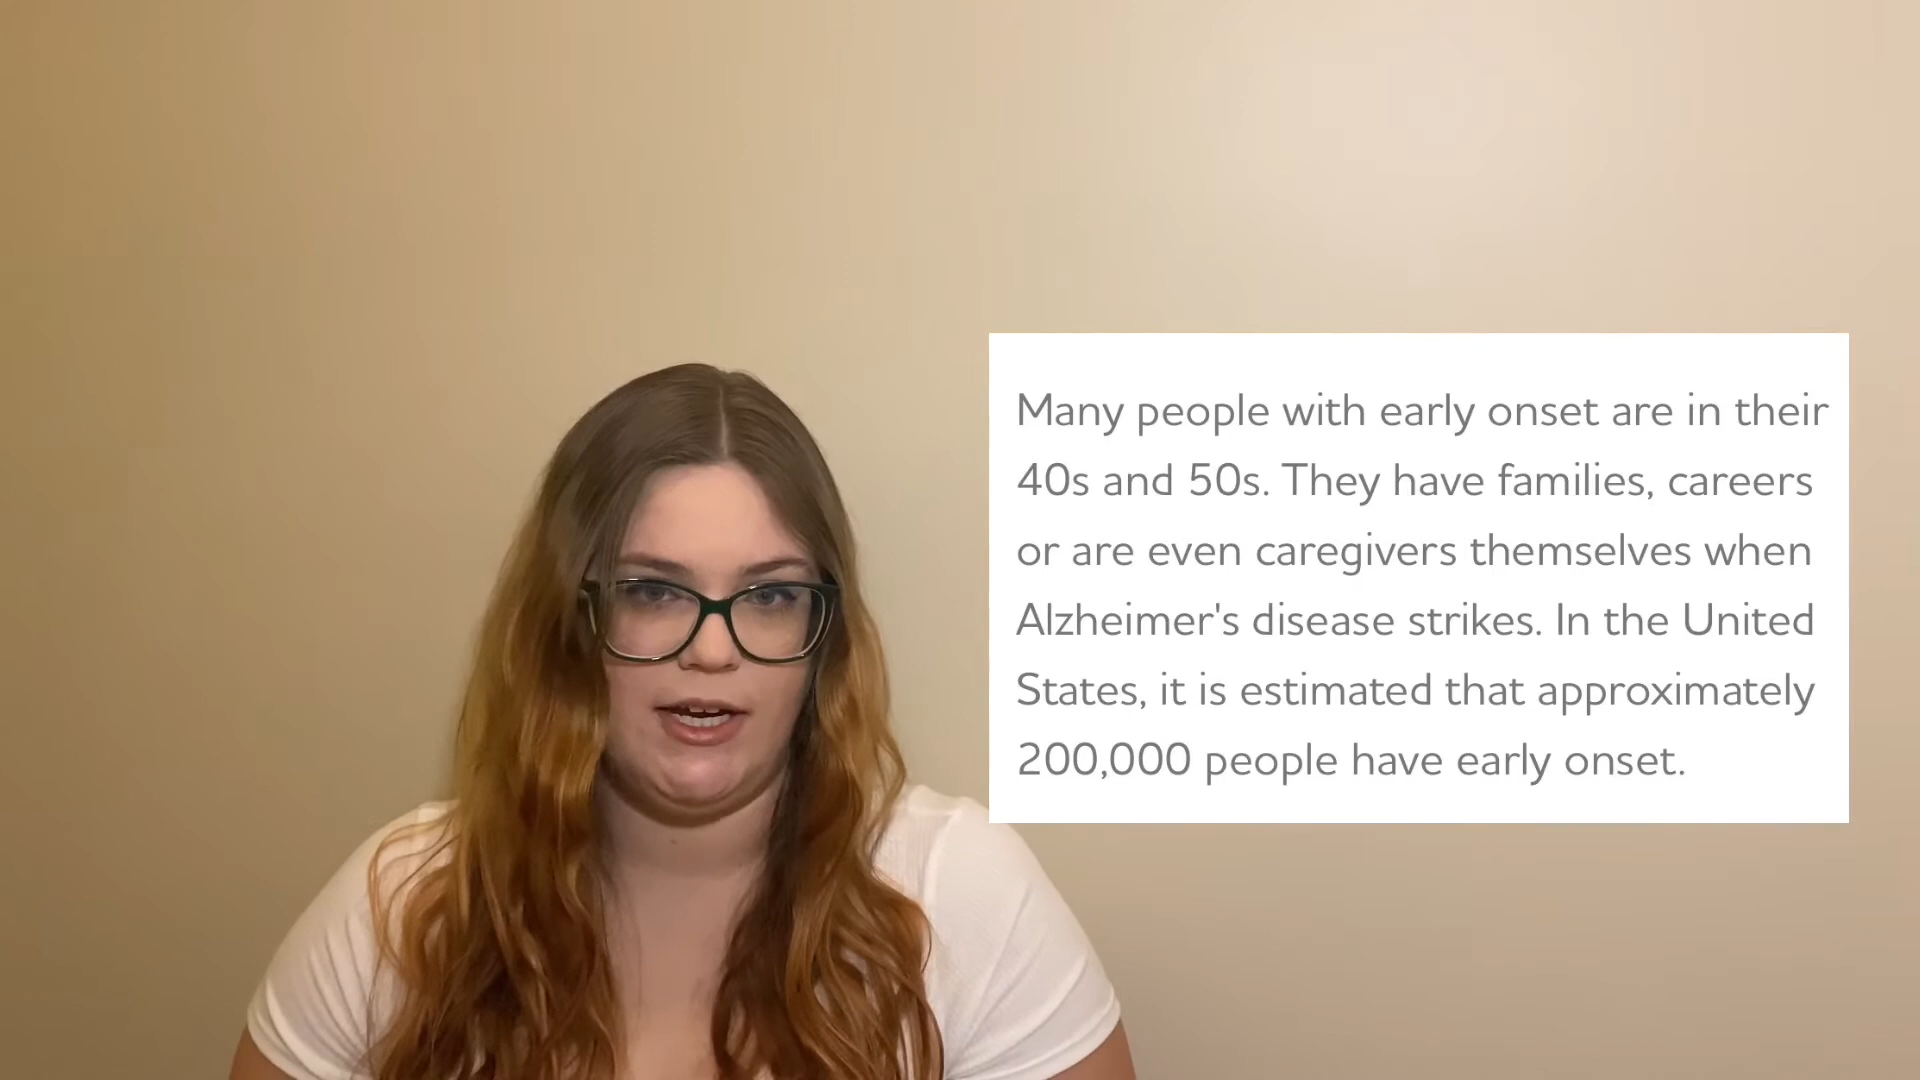 Many people with early onset are in their
40s and 50s. They have families, careers
or are even caregivers themselves when
Alzheimer's disease strikes. In the United
States, it is estimated that approximately
200,000 people have early onset.